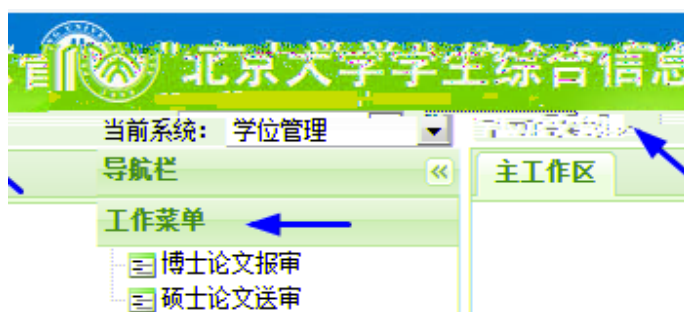 北京大学学生综合信息
当前系统： 学位管理
导航栏
主工作区
工作菜单
博士论文报审
硕士论文送审